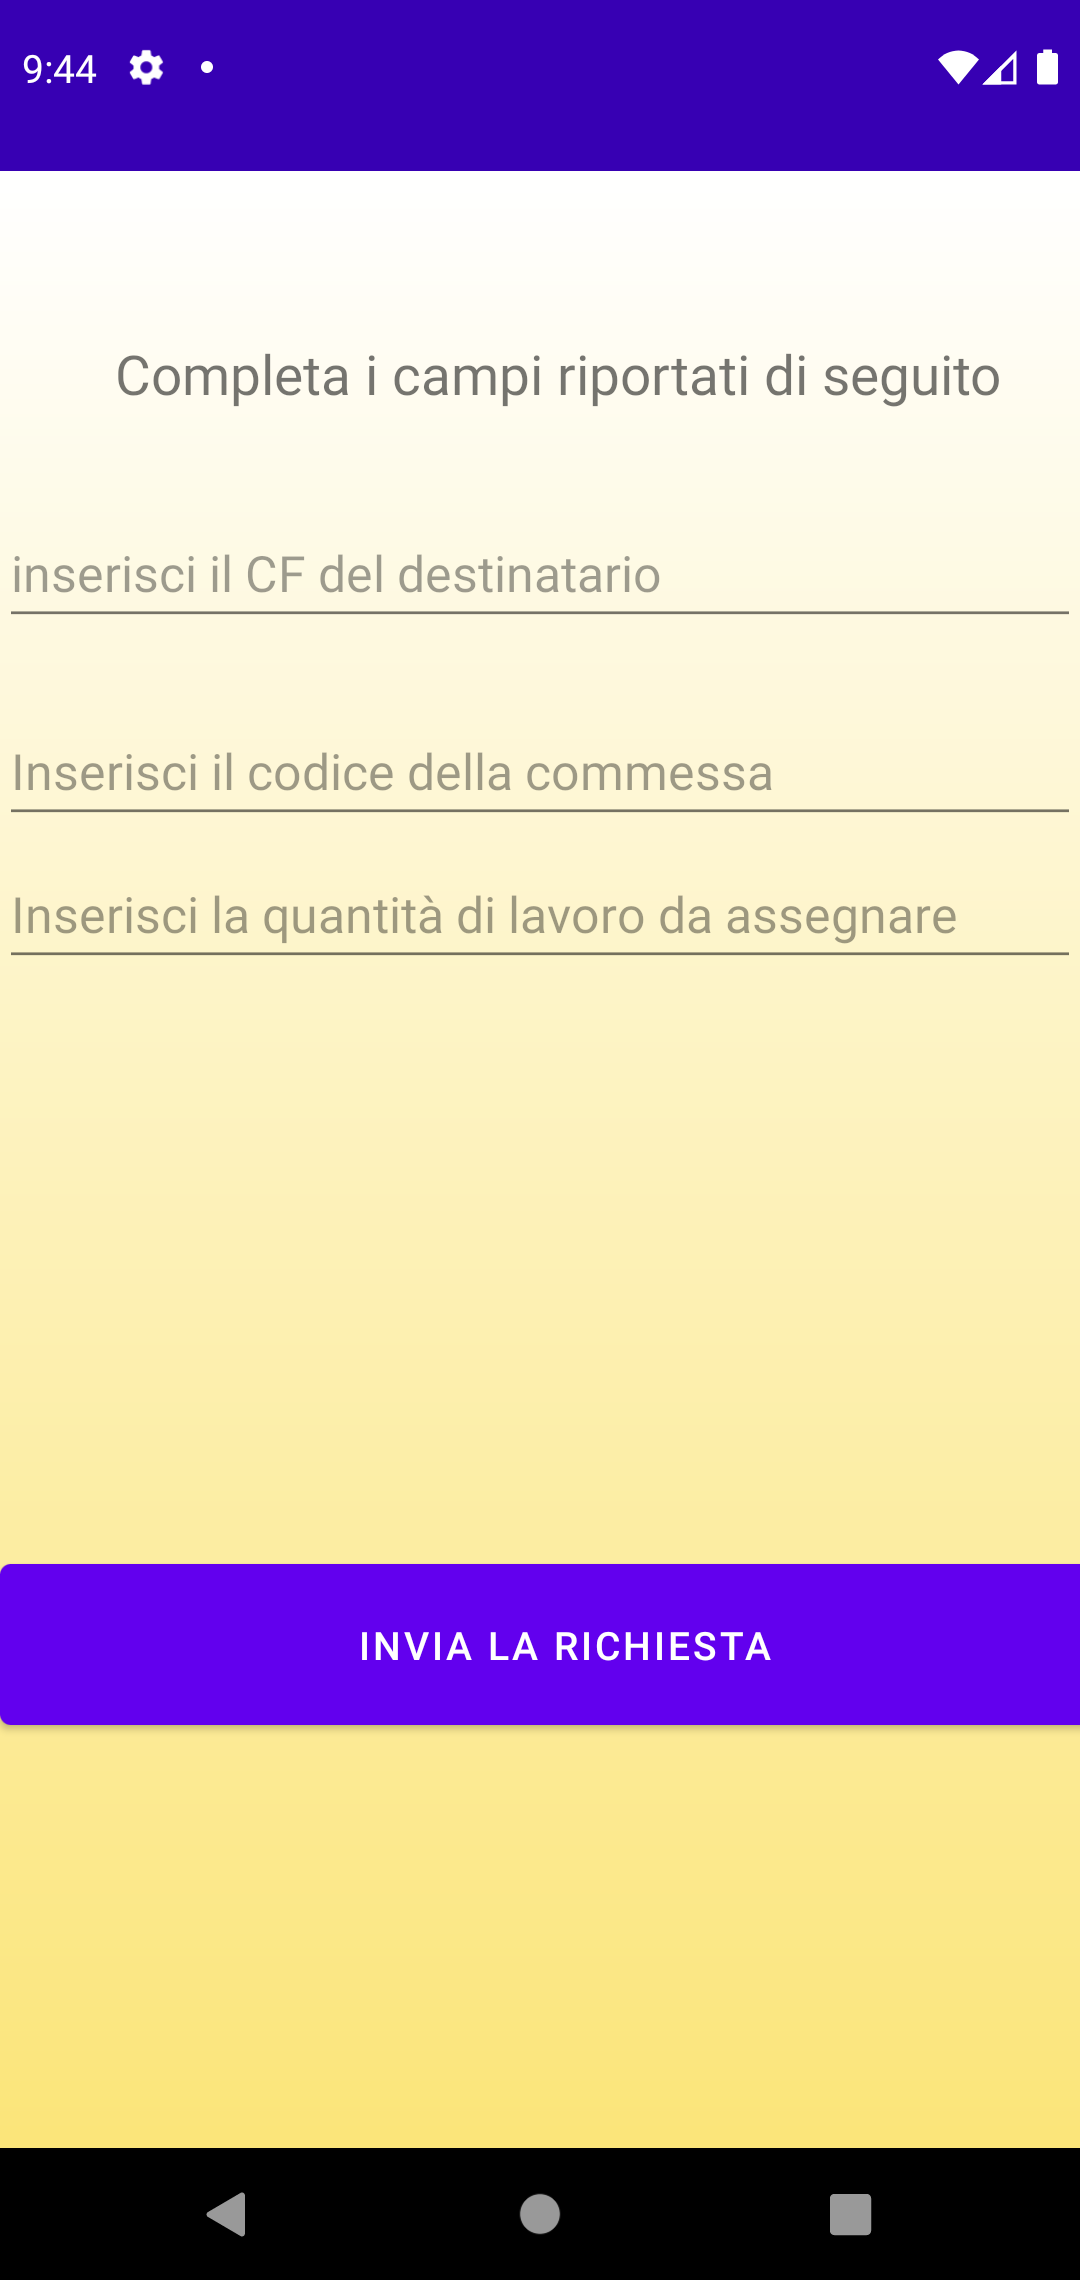 9:44
Completa i campi riportati di seguito
inserisci il CF del destinatario
Inserisci il codice della commessa
Inserisci la quantità di lavoro da assegnare
INVIA LA RICHIESTA